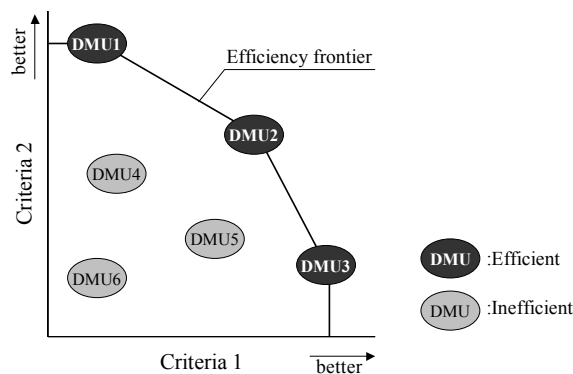 better
Criteria 2
DMU1
Efficiency frontier
DMU2
DMU4
DMU5
DMU3
DMU6
DMU :Efficient
DMU :Inefficient
Criteria 1
better